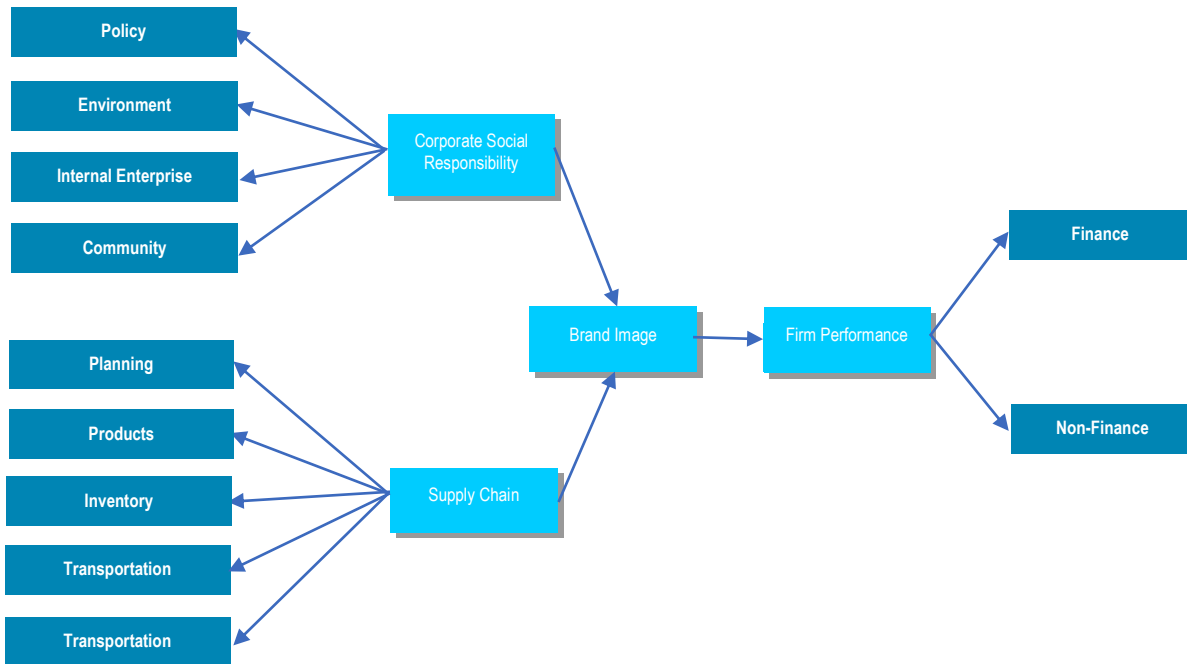 Policy
Environment
Internal Enterprise
Community
Corporate Social
Responsibility
Planning
Products
Inventory
Transportation
Transportation
Supply Chain
Brand Image
Firm Performance
Finance
Non-Finance